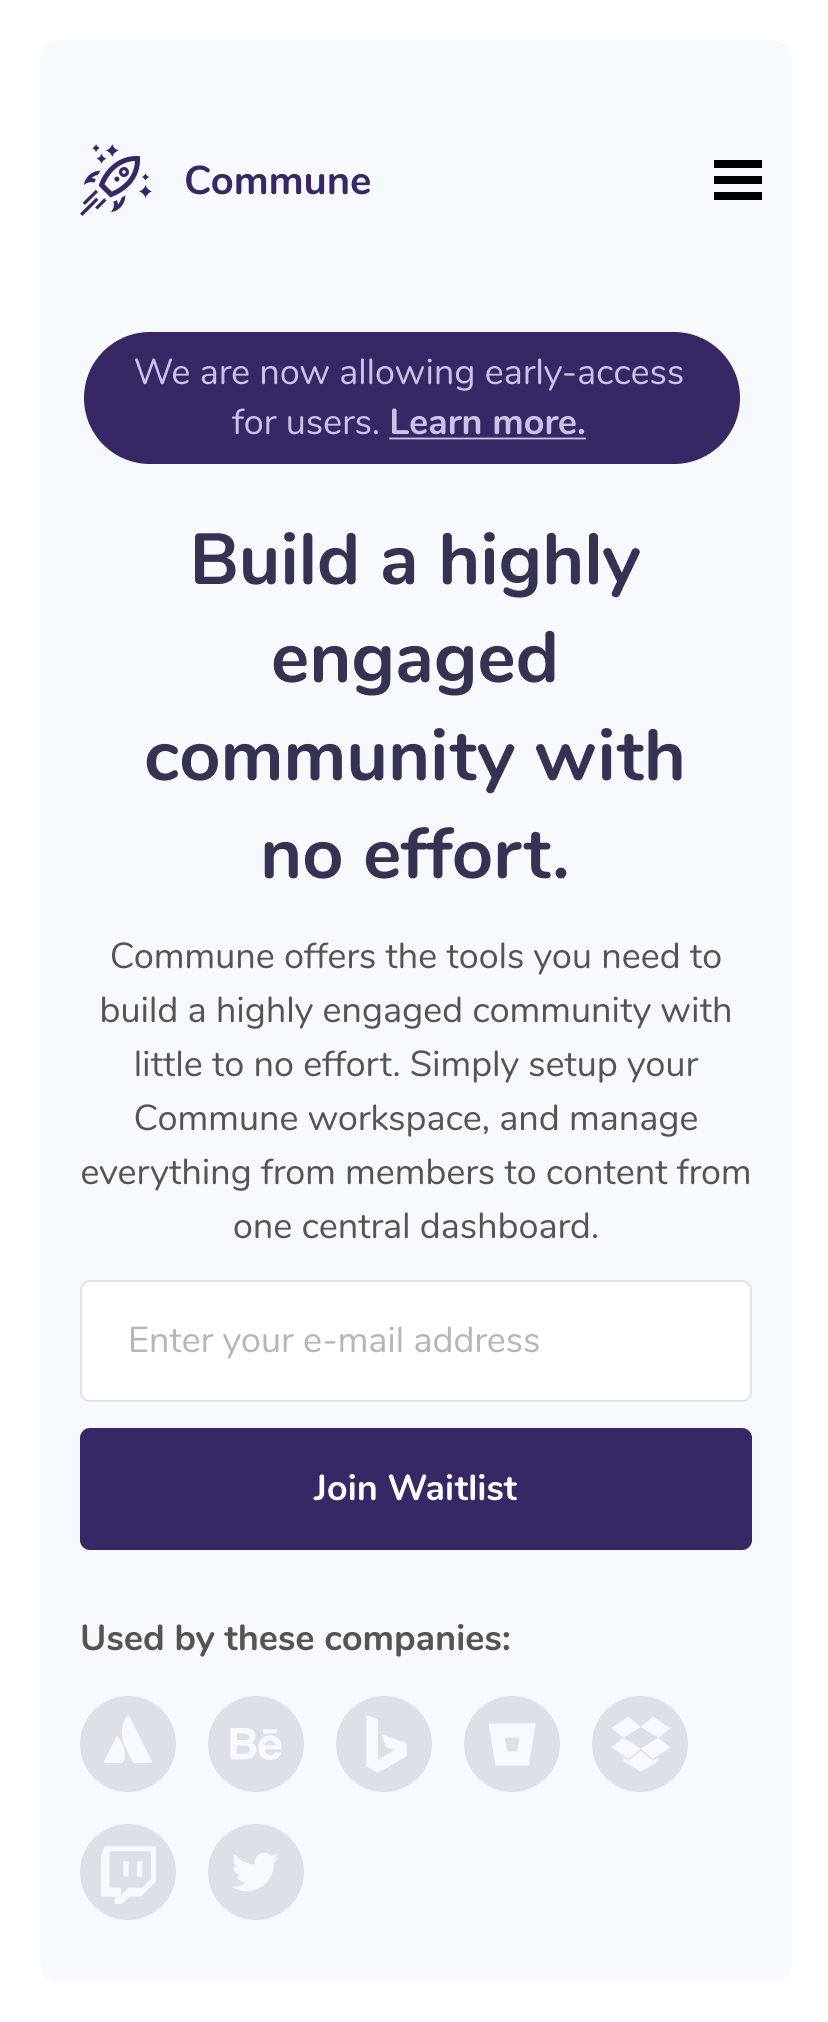 Commune
We are now allowing early-access
for users. Learn more.
Build a highly
engaged
community with
no effort.
Commune offers the tools you need to
build a highly engaged community with
little to no effort. Simply setup your
Commune workspace, and manage
everything from members to content from
one central dashboard.
Enter your e-mail address
Join Waitlist
Used by these companies:
Bē